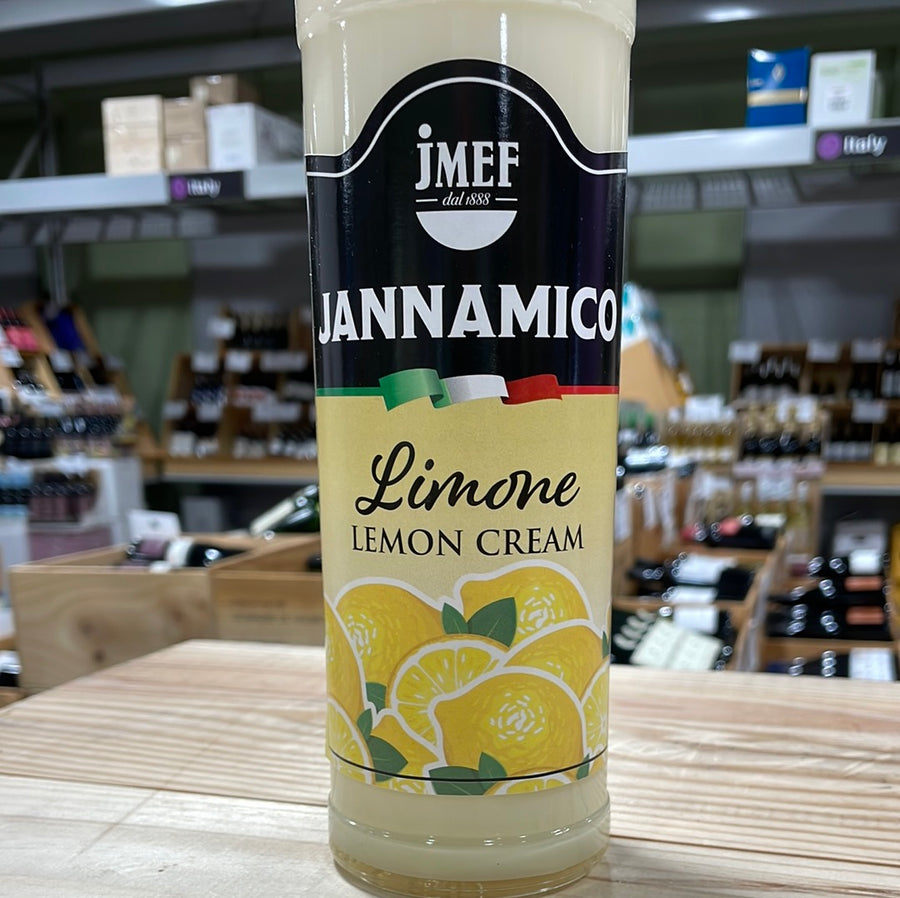 JMEF
dal 1888
JANNAMICO
Limone
LEMON CREAM
Italy
Italy